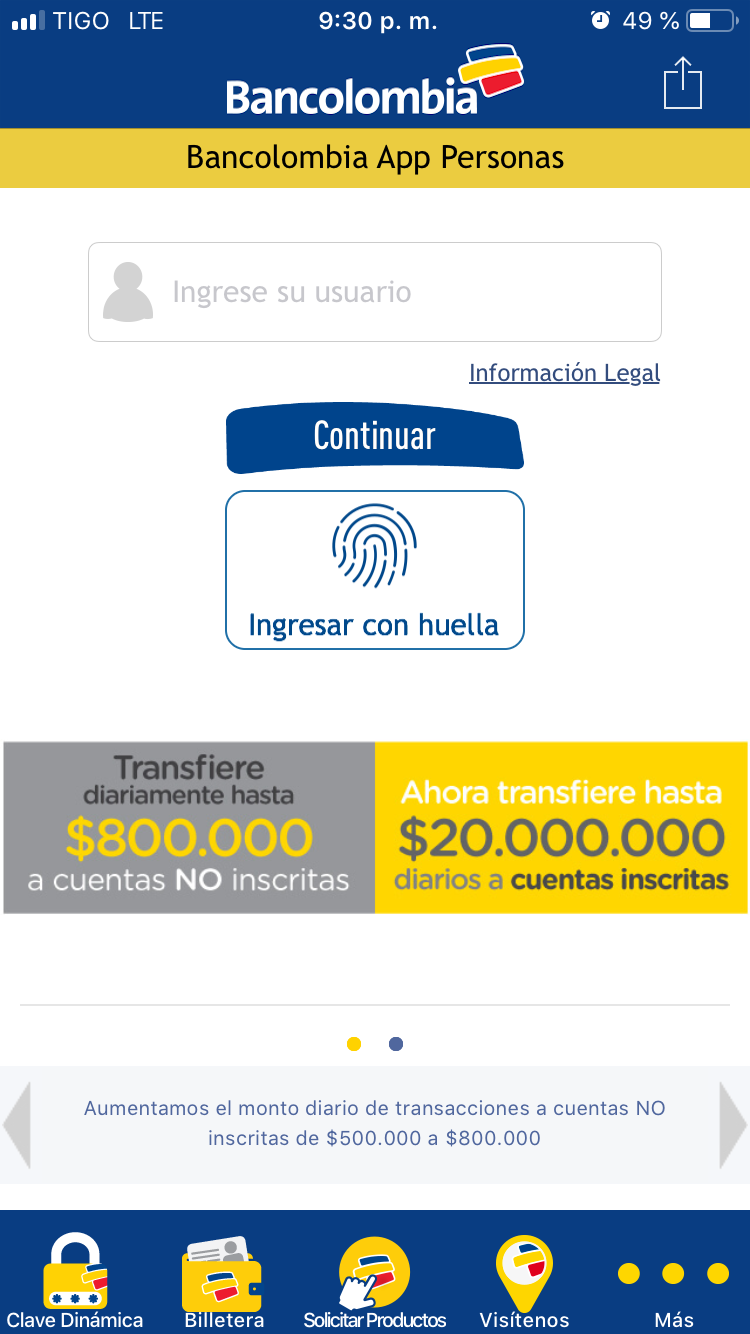 TIGO LTE 9:30 p. m. 49 %
Bancolombia
Bancolombia App Personas
Ingrese su usuario
Información Legal
Continuar
Ingresar con huella
Transfiere
diariamente hasta
$800.000
a cuentas NO inscritas
Ahora transfiere hasta
$20.000.000
diarios a cuentas inscritas
Aumentamos el monto diario de transacciones a cuentas NO
inscritas de $500.000 a $800.000
Clave Dinámica
Billetera
Solicitar Productos
Visítenos
Más